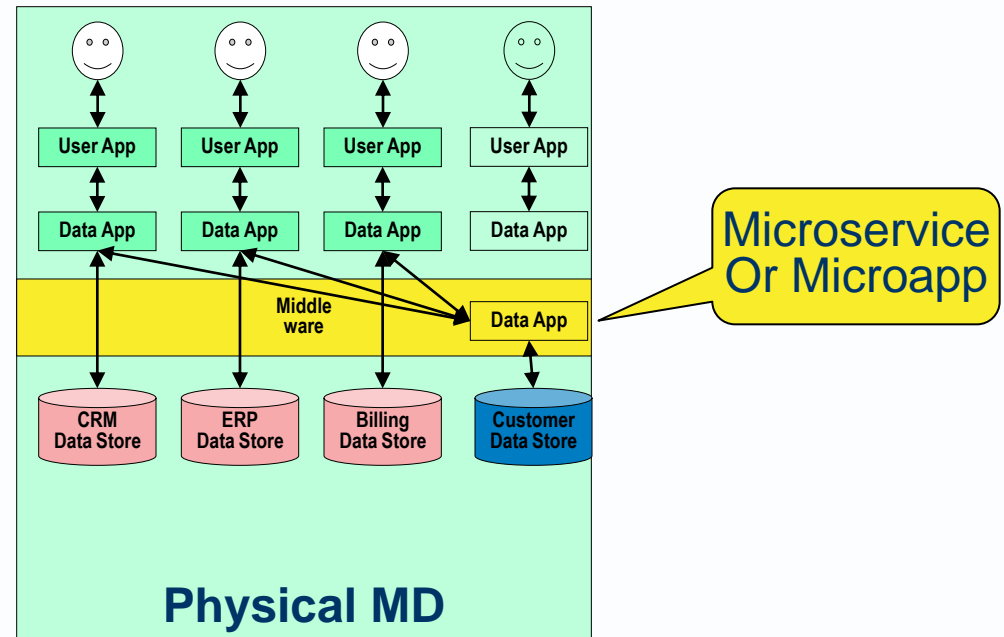 User App
User App
User App
User App
Data App
Data App
Data App
Data App
Microservice
Or Microapp
Middle
ware
Data App
CRM
Data Store
ERP
Data Store
Billing
Data Store
Customer
Data Store
Physical MD